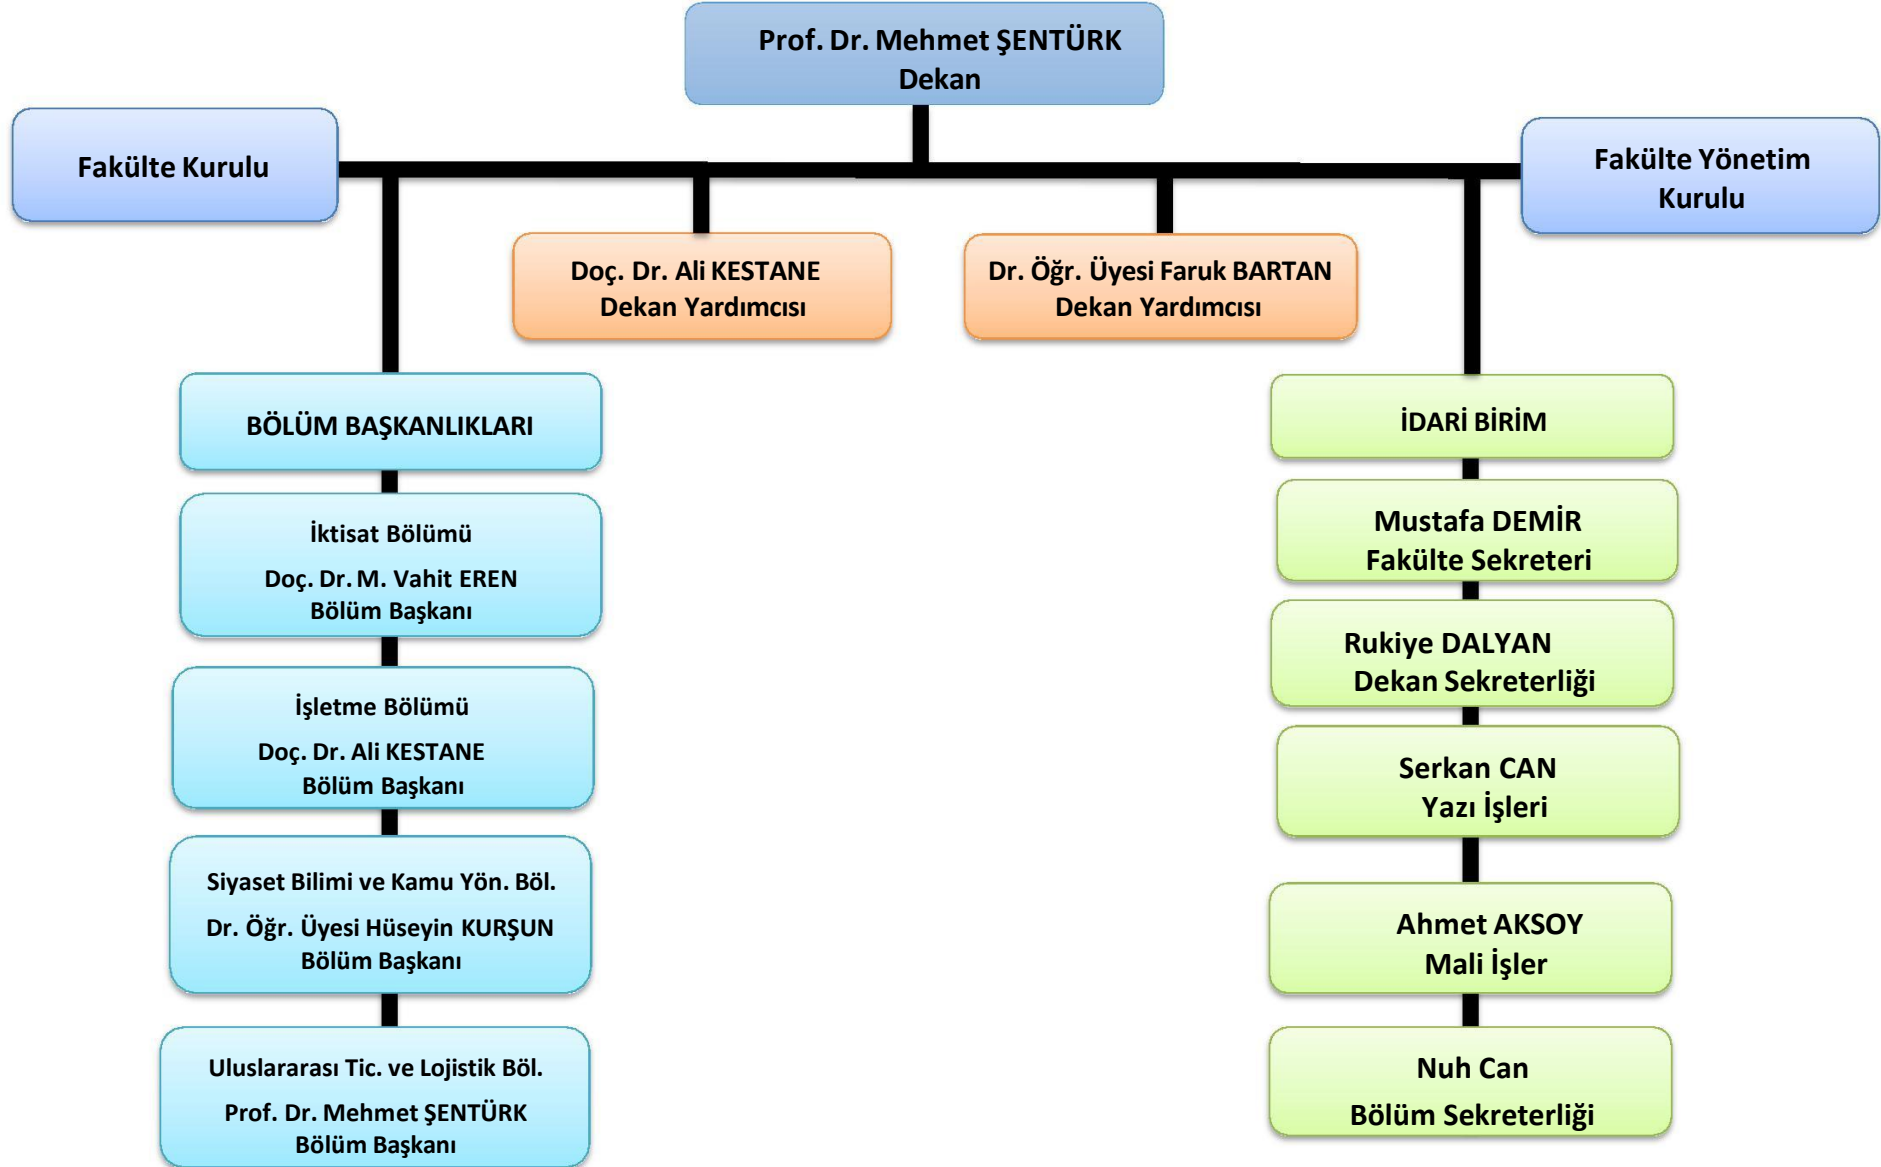 Prof. Dr. Mehmet ŞENTÜRK
Dekan
Fakülte Kurulu
Fakülte Yönetim
Kurulu
Doç. Dr. Ali KESTANE
Dekan Yardımcısı
Dr. Öğr. Üyesi Faruk BARTAN
Dekan Yardımcısı
BÖLÜM BAŞKANLIKLARI
İktisat Bölümü
Doç. Dr. M. Vahit EREN
Bölüm Başkanı
İşletme Bölümü
Doç. Dr. Ali KESTANE
Bölüm Başkanı
Siyaset Bilimi ve Kamu Yön. Böl.
Dr. Öğr. Üyesi Hüseyin KURŞUN
Bölüm Başkanı
Uluslararası Tic. ve Lojistik Böl.
Prof. Dr. Mehmet ŞENTÜRK
Bölüm Başkanı
İDARİ BİRİM
Mustafa DEMİR
Fakülte Sekreteri
Rukiye DALYAN
Dekan Sekreterliği
Serkan CAN
Yazı İşleri
Ahmet AKSOY
Mali İşler
Nuh Can
Bölüm Sekreterliği